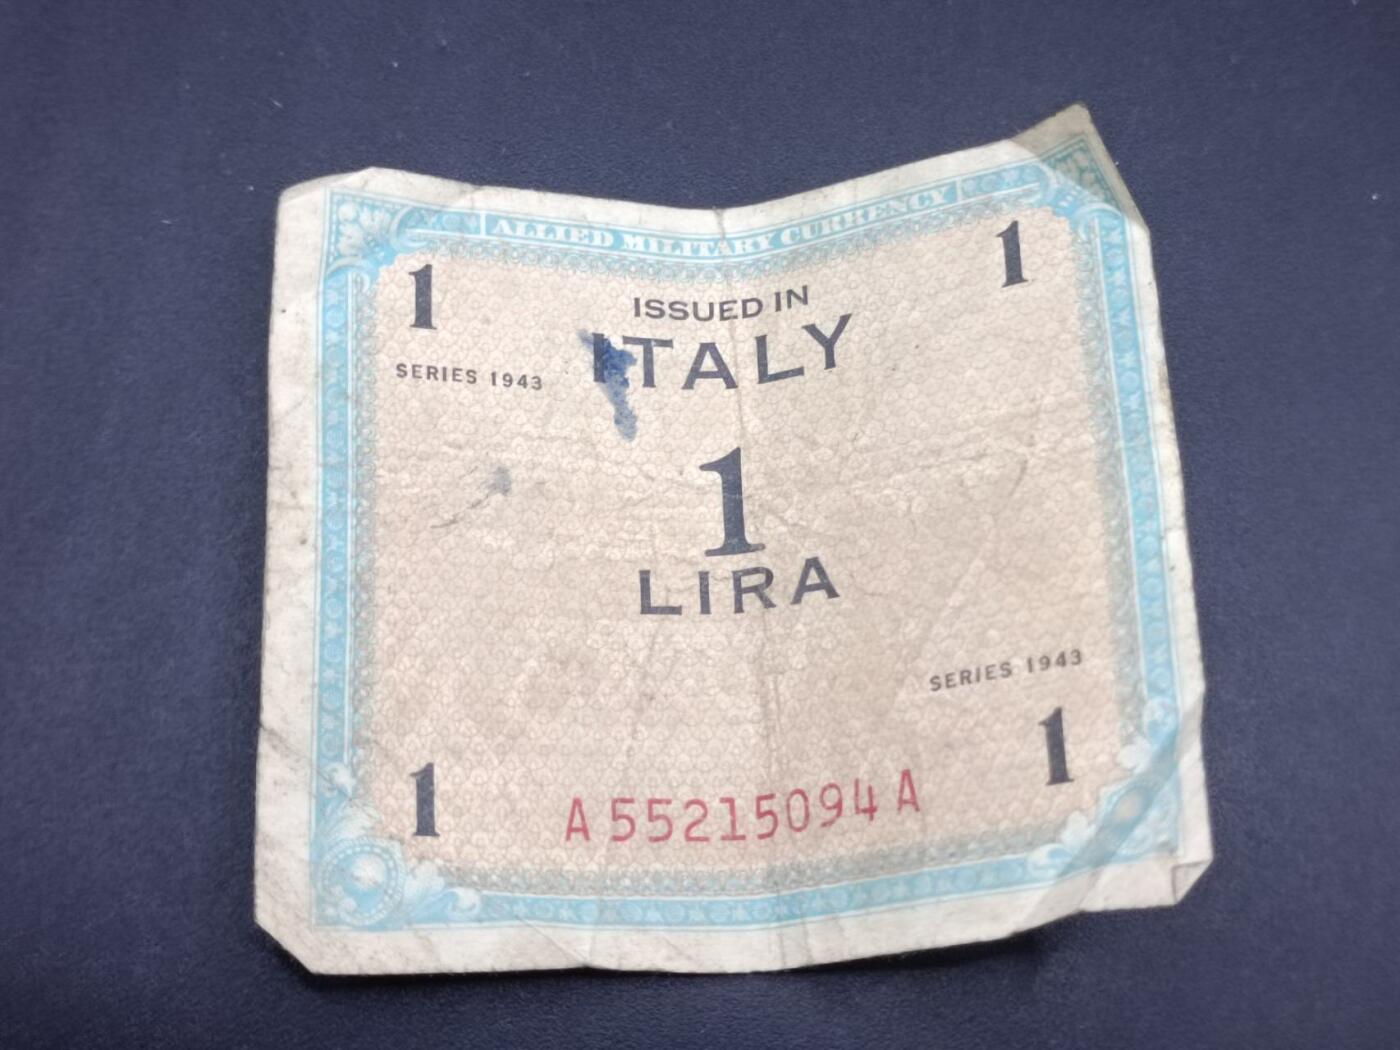 ALLIED MILITARY CURRENCY
1 1
ISSUED IN
ITALY
SERIES 1943
1
LIRA
SERIES 1943
1 1
A 55215094 A